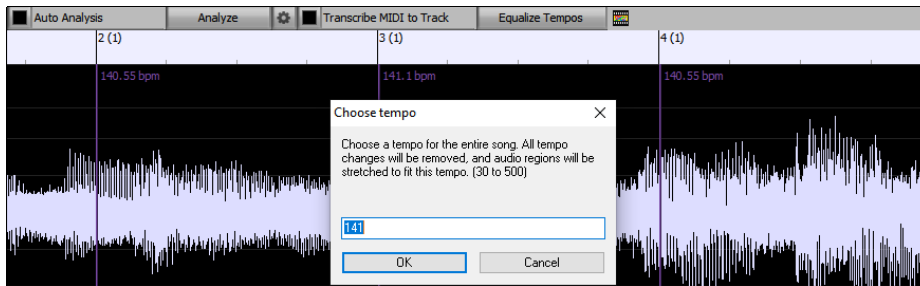 Auto Analysis Analyze Transcribe MIDI to Track Equalize Tempos
2 (1) 3 (1) 4 (1)
140.55 bpm 141.1 bpm 140.55 bpm
Choose tempo
Choose a tempo for the entire song. All tempo
changes will be removed, and audio regions will be
stretched to fit this tempo. (30 to 500)
141
OK Cancel